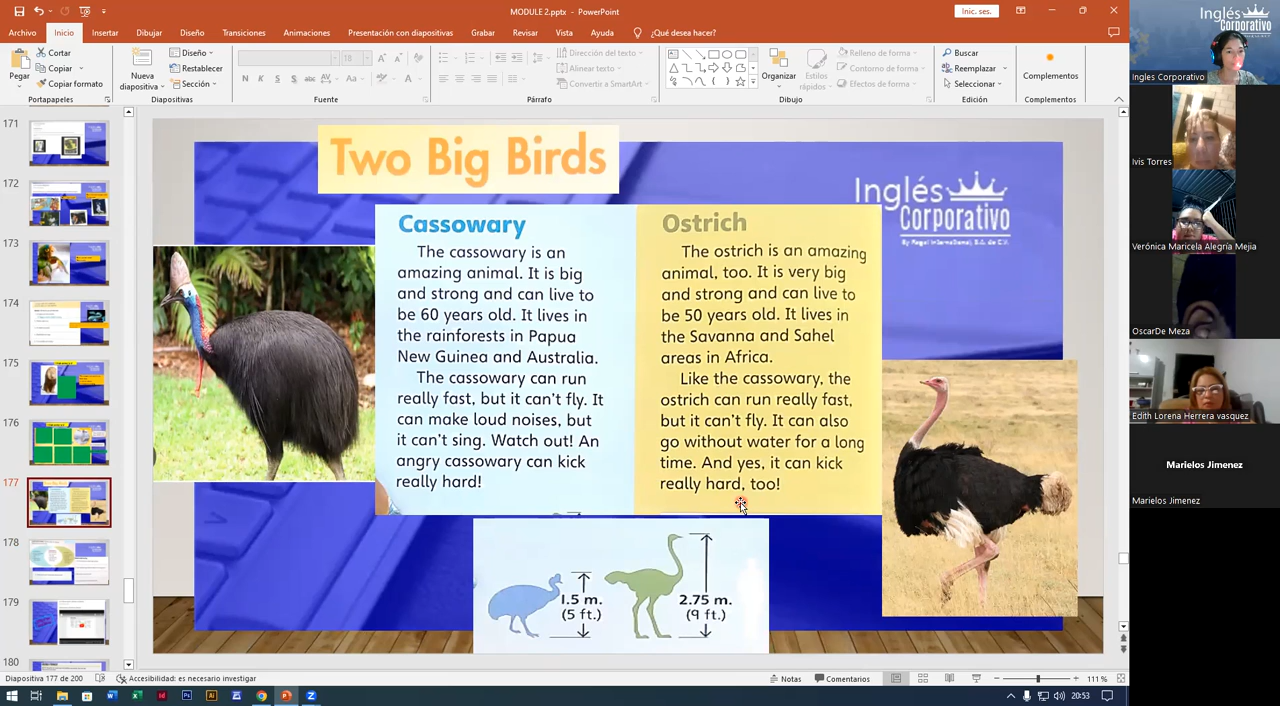 MODULE 2.pptx - PowerPoint
Inic. ses.
Archivo Inicio Insertar Dibujar Diseño Transiciones Animaciones Presentación con diapositivas Grabar Revisar Vista Ayuda ¿Qué desea hacer?
Pegar
Cortar
Copiar
Copiar formato
Portapapeles
Nueva
diapositiva
Diseño
Restablecer
Sección
Diapositivas
18
N K S S abc AV Aa A
Fuente
Párrafo
Dirección del texto
Alinear texto
Convertir a SmartArt
Organizar
Estilos
rápidos
Relleno de forma
Contorno de forma
Efectos de forma
Dibujo
Buscar
Reemplazar
Seleccionar
Edición
Complementos
Complementos
171
172
173
174
175
176
177
178
179
180
Two Big Birds
Inglés
Corporativo
By Regal International, S.A. de C.V.
Cassowary
The cassowary is an
amazing animal. It is big
and strong and can live to
be 60 years old. It lives in
the rainforests in Papua
New Guinea and Australia.
The cassowary can run
really fast, but it can't fly. It
can make loud noises, but
it can't sing. Watch out! An
angry cassowary can kick
really hard!
Ostrich
The ostrich is an amazing
animal, too. It is very big
and strong and can live to
be 50 years old. It lives in
the Savanna and Sahel
areas in Africa.
Like the cassowary, the
ostrich can run really fast,
but it can't fly. It can also
go without water for a long
time. And yes, it can kick
really hard, too!
1.5 m.
(5 ft.)
2.75 m.
(9 ft.)
Inglés
Corporativo
Ingles Corporativo
Ivis Torres
Verónica Maricela Alegría Mejia
OscarDe Meza
Edith Lorena Herrera vasquez
Marielos Jimenez
Marielos Jimenez
Diapositiva 177 de 200
Accesibilidad: es necesario investigar
Notas
Comentarios
111 %
20:53